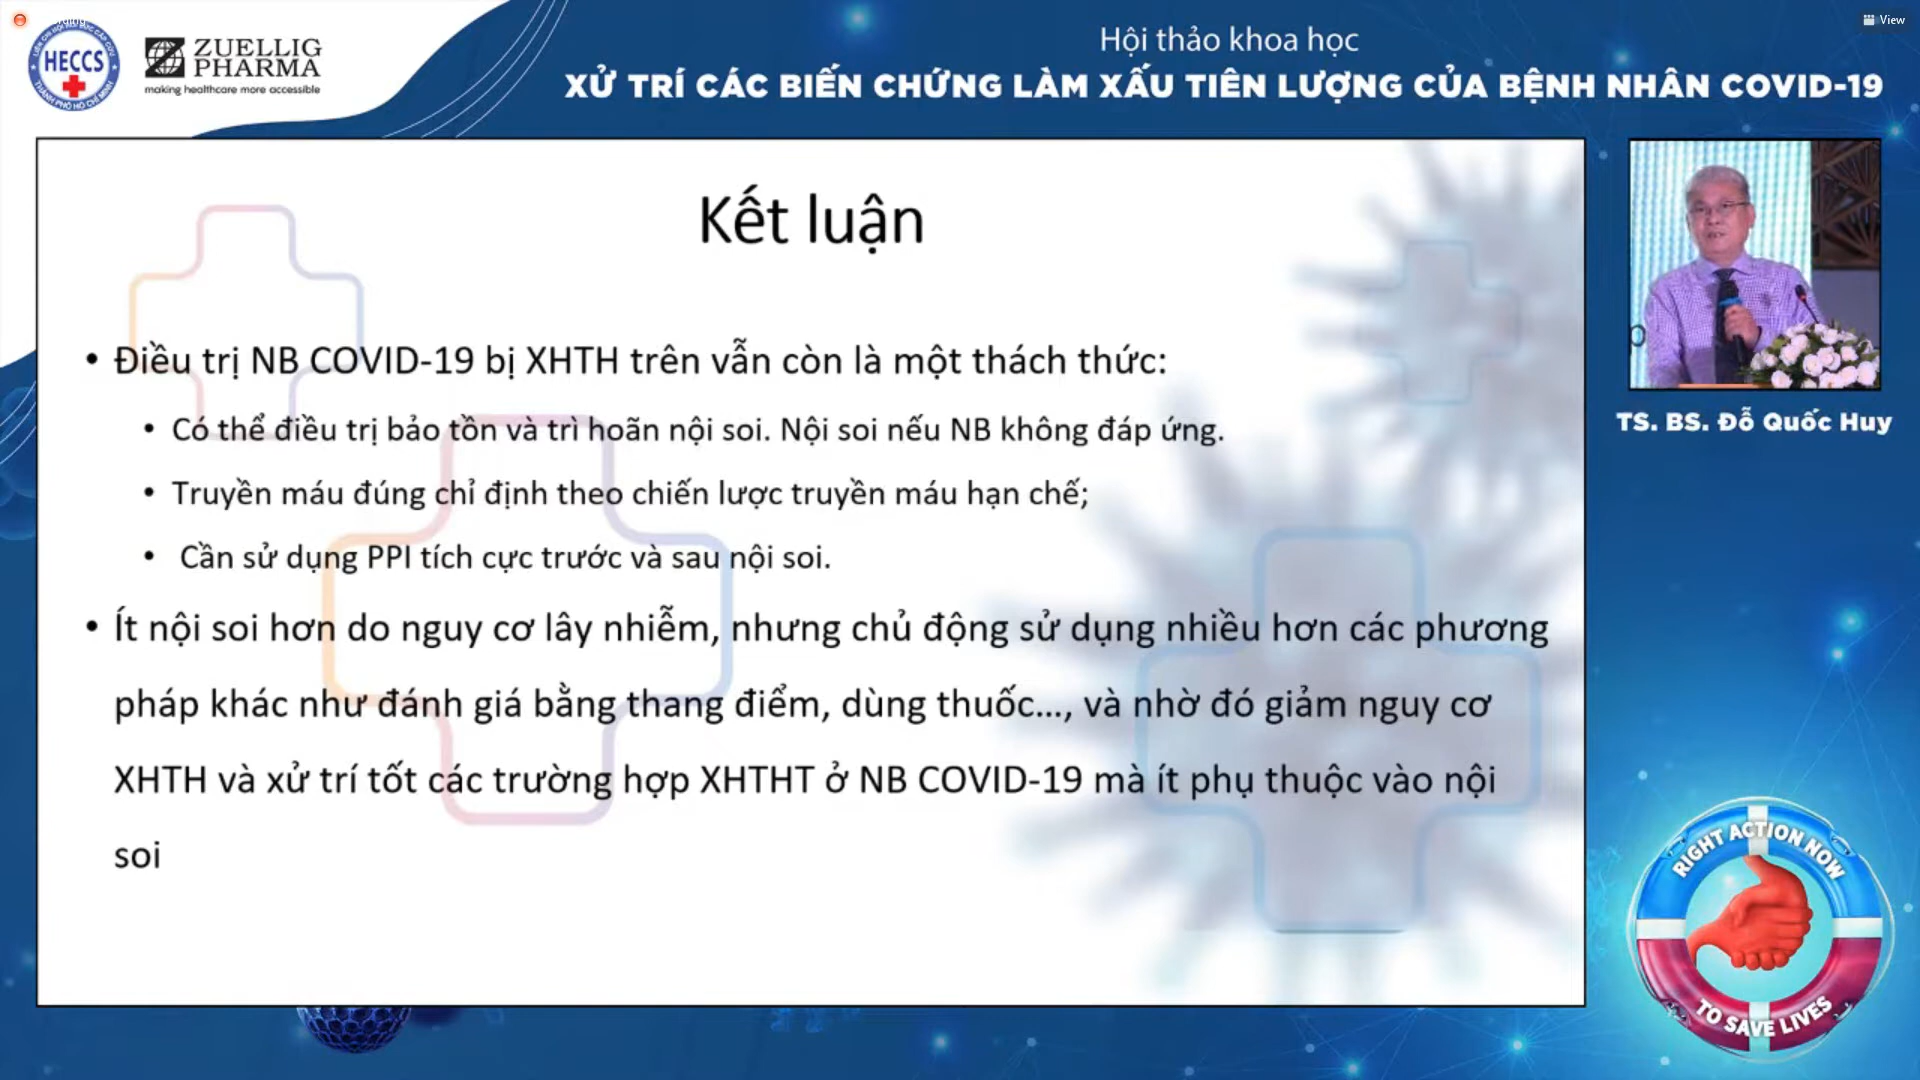 HECCS
THÀNH PHỐ HỒ CHÍ MINH
ZUELLIG
PHARMA
making healthcare more accessible
View
Hội thảo khoa học
XỬ TRÍ CÁC BIẾN CHỨNG LÀM XẤU TIÊN LƯỢNG CỦA BỆNH NHÂN COVID-19
Kết luận
• Điều trị NB COVID-19 bị XHTH trên vẫn còn là một thách thức:
• Có thể điều trị bảo tồn và trì hoãn nội soi. Nội soi nếu NB không đáp ứng.
• Truyền máu đúng chỉ định theo chiến lược truyền máu hạn chế;
• Cần sử dụng PPI tích cực trước và sau nội soi.
• Ít nội soi hơn do nguy cơ lây nhiễm, nhưng chủ động sử dụng nhiều hơn các phương
pháp khác như đánh giá bằng thang điểm, dùng thuốc…, và nhờ đó giảm nguy cơ
XHTH và xử trí tốt các trường hợp XHTHT ở NB COVID-19 mà ít phụ thuộc vào nội
soi
TS. BS. Đỗ Quốc Huy
RIGHT ACTION NOW
TO SAVE LIVES